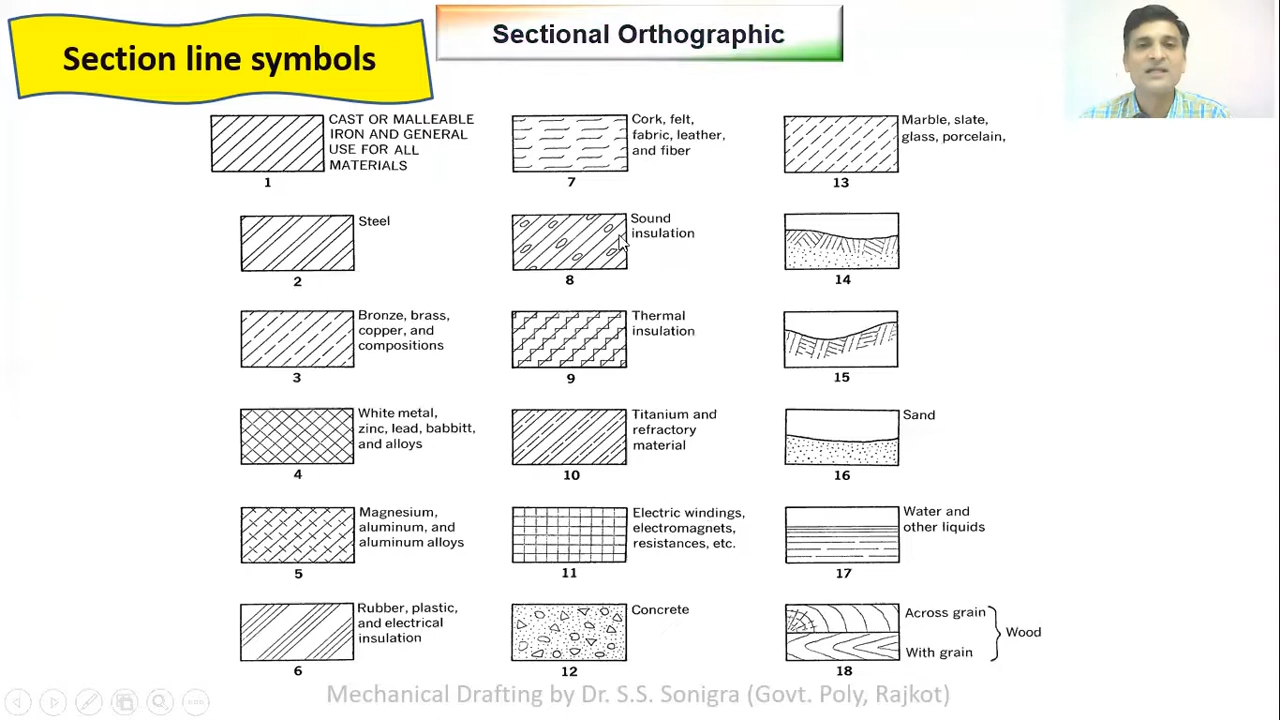 Section line symbols
Sectional Orthographic
CAST OR MALLEABLE
IRON AND GENERAL
USE FOR ALL
MATERIALS
1
Steel
2
Bronze, brass,
copper, and
compositions
3
White metal,
zinc, lead, babbitt,
and alloys
4
Magnesium,
aluminum, and
aluminum alloys
5
Rubber, plastic,
and electrical
insulation
6
Cork, felt,
fabric, leather,
and fiber
7
Sound
insulation
8
Thermal
insulation
9
Titanium and
refractory
material
10
Electric windings,
electromagnets,
resistances, etc.
11
Concrete
12
Marble, slate,
glass, porcelain,
13
14
15
Sand
16
Water and
other liquids
17
Across grain
With grain
Wood
18
Mechanical Drafting by Dr. S.S. Sonigra (Govt. Poly, Rajkot)